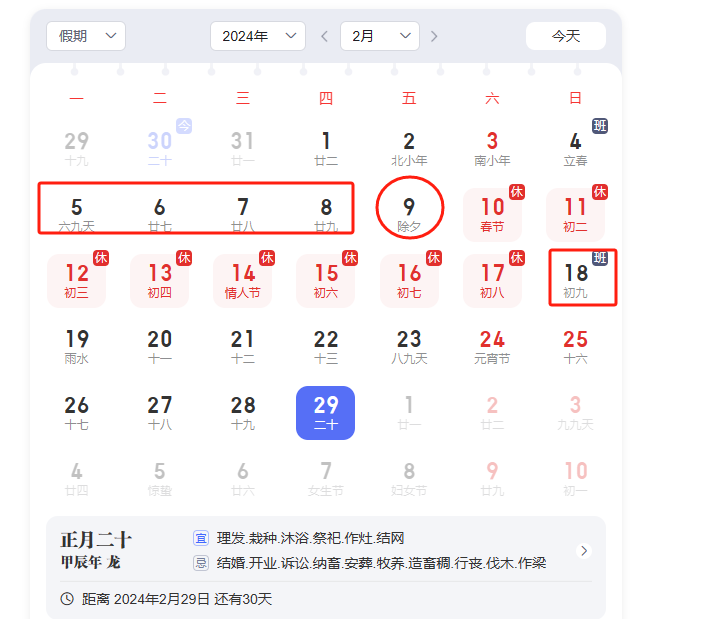 假期 2024年 2月 今天
一 二 三 四 五 六 日
今 班
29 30 31 1 2 3 4
十九 二十 廿一 廿二 北小年 南小年 立春
休 休
5 6 7 8 9 10 11
六九天 廿七 廿八 廿九 除夕 春节 初二
休 休 休 休 休 休 班
12 13 14 15 16 17 18
初三 初四 情人节 初六 初七 初八 初九
19 20 21 22 23 24 25
雨水 十一 十二 十三 八九天 元宵节 十六
26 27 28 29 1 2 3
十七 十八 十九 二十 廿一 廿二 九九天
4 5 6 7 8 9 10
廿四 惊蛰 廿六 女生节 妇女节 廿九 初一
正月二十 宜 理发.栽种.沐浴.祭祀.作灶.结网
甲辰年 龙 忌 结婚.开业.诉讼.纳畜.安葬.牧养.造畜稠.行丧.伐木.作梁
距离 2024年2月29日 还有30天